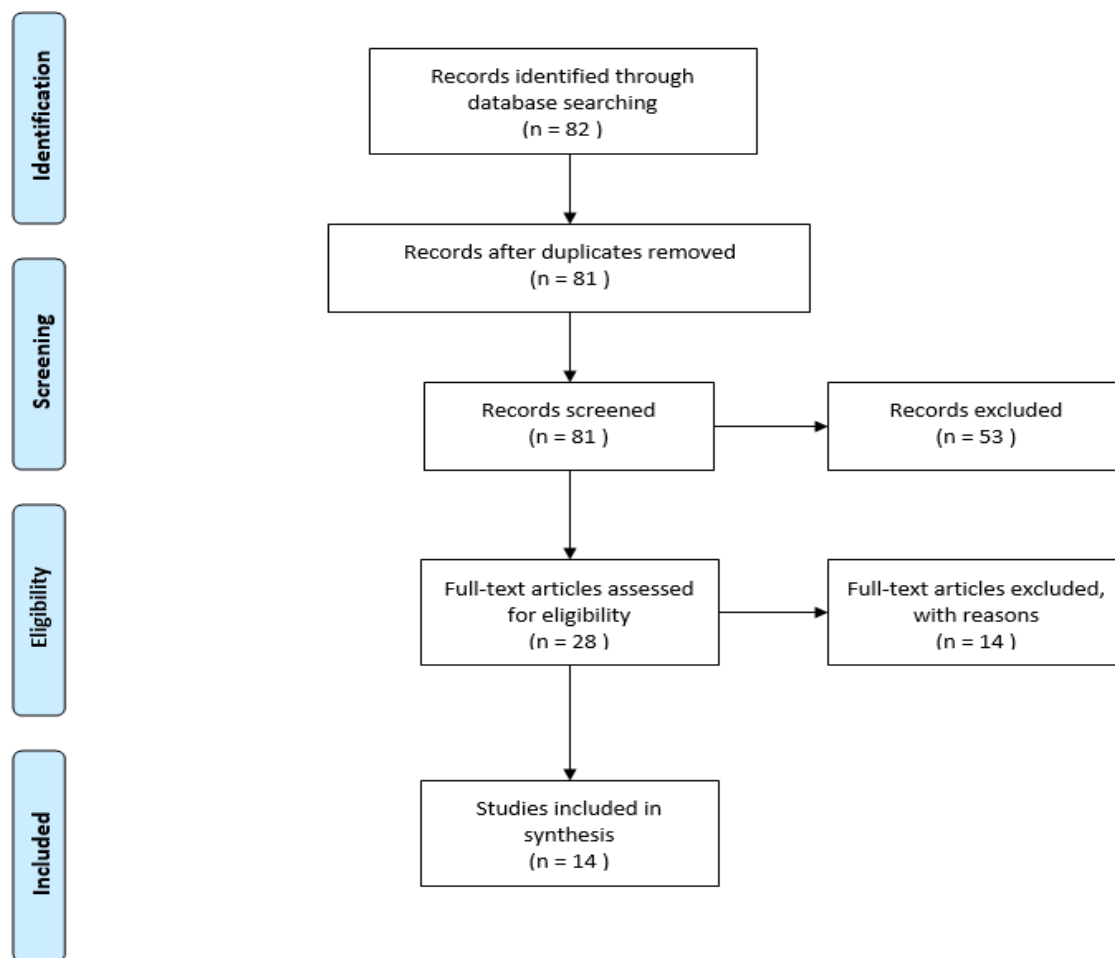 Identification
Records identified through
database searching
(n = 82 )
Records after duplicates removed
(n = 81 )
Screening
Records screened
(n = 81 )
Records excluded
(n = 53 )
Eligibility
Full-text articles assessed
for eligibility
(n = 28 )
Full-text articles excluded,
with reasons
(n = 14 )
Included
Studies included in
synthesis
(n = 14 )